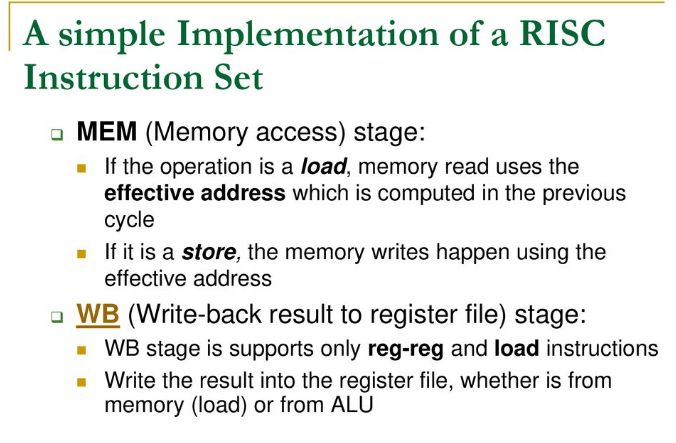 A simple Implementation of a RISC
Instruction Set
MEM (Memory access) stage:
If the operation is a load, memory read uses the
effective address which is computed in the previous
cycle
If it is a store, the memory writes happen using the
effective address
WB (Write-back result to register file) stage:
WB stage is supports only reg-reg and load instructions
Write the result into the register file, whether is from
memory (load) or from ALU